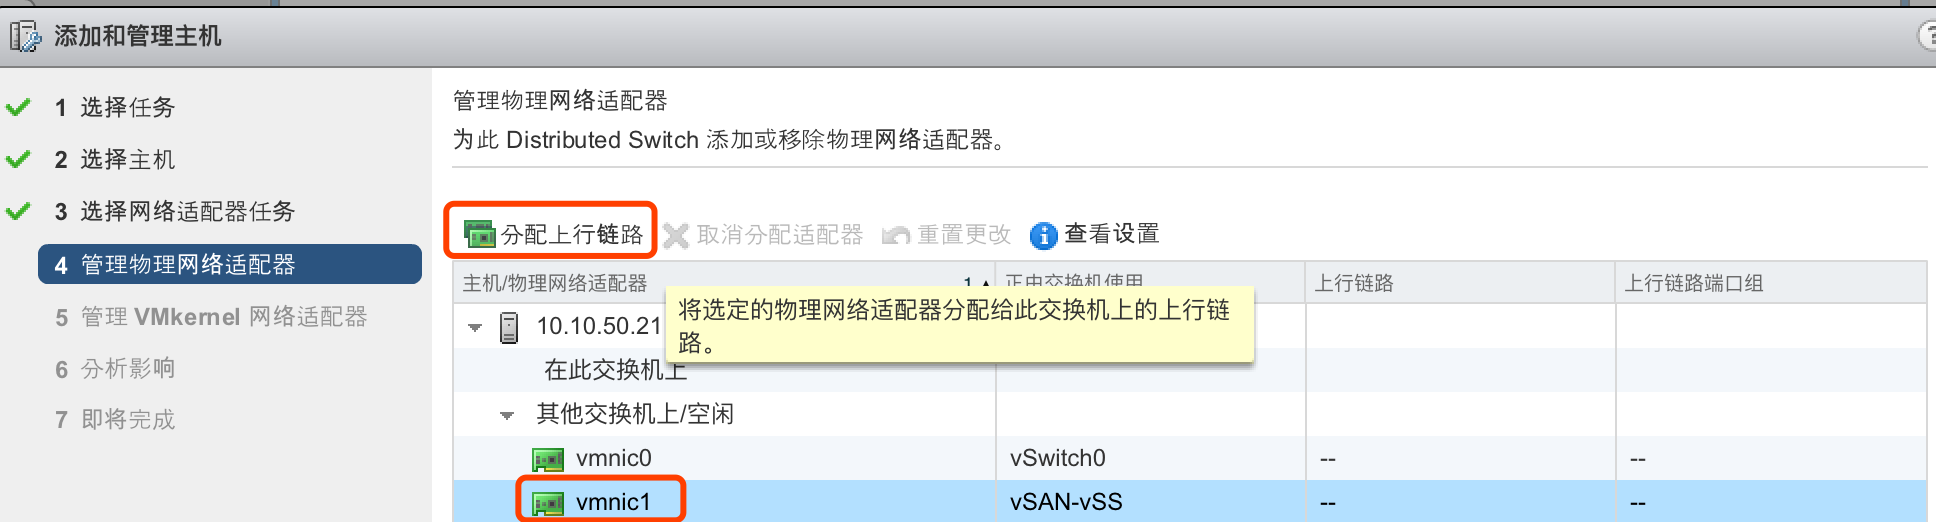 添加和管理主机
?
1 选择任务
2 选择主机
3 选择网络适配器任务
4 管理物理网络适配器
5 管理 VMkernel 网络适配器
6 分析影响
7 即将完成
管理物理网络适配器
为此 Distributed Switch 添加或移除物理网络适配器。
分配上行链路 取消分配适配器 重置更改 查看设置
主机/物理网络适配器 1 正由交换机使用 上行链路 上行链路端口组
将选定的物理网络适配器分配给此交换机上的上行链
路。
10.10.50.21
在此交换机上
其他交换机上/空闲
vmnic0 vSwitch0 -- --
vmnic1 vSAN-vSS -- --